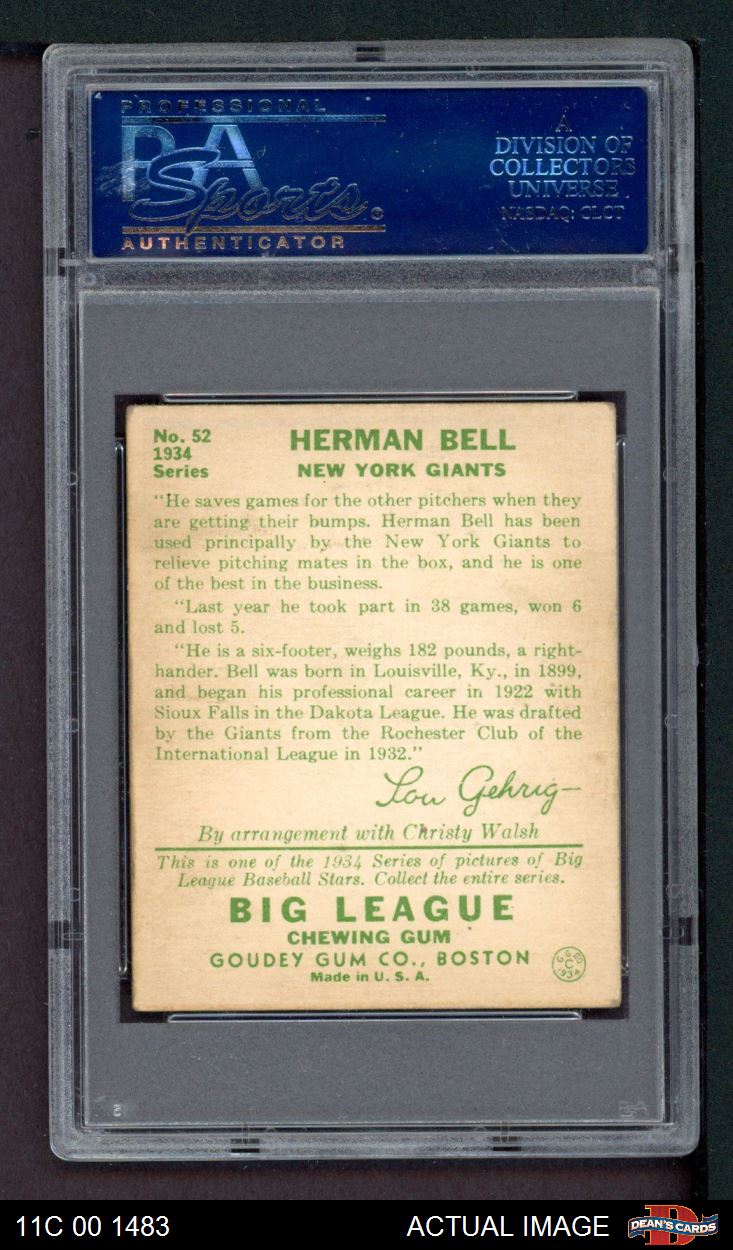 PROFESSIONAL
PSA
Sports
AUTHENTICATOR
A
DIVISION OF
COLLECTORS
UNIVERSE
NASDAQ: CLCT
No. 52
1934
Series
HERMAN BELL
NEW YORK GIANTS
"He saves games for the other pitchers when they
are getting their bumps. Herman Bell has been
used principally by the New York Giants to
relieve pitching mates in the box, and he is one
of the best in the business.
"Last year he took part in 38 games, won 6
and lost 5.
"He is a six-footer, weighs 182 pounds, a right-
hander. Bell was born in Louisville, Ky., in 1899,
and began his professional career in 1922 with
Sioux Falls in the Dakota League. He was drafted
by the Giants from the Rochester Club of the
International League in 1932."
Lou Gehrig
By arrangement with Christy Walsh
This is one of the 1934 Series of pictures of Big
League Baseball Stars. Collect the entire series.
BIG LEAGUE
CHEWING GUM
GOUDEY GUM CO., BOSTON
Made in U. S. A.
C
1934
11C 00 1483
ACTUAL IMAGE
DEAN'S CARDS